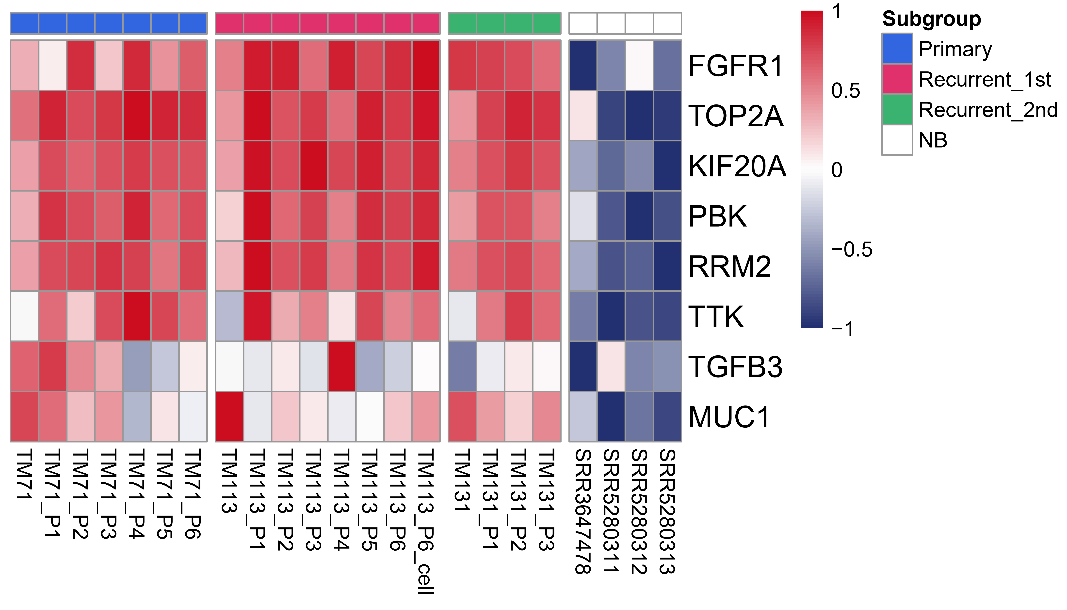 FGFR1
TOP2A
KIF20A
PBK
RRM2
TTK
TGFB3
MUC1
TM71
TM71_P1
TM71_P2
TM71_P3
TM71_P4
TM71_P5
TM71_P6
TM113
TM113_P1
TM113_P2
TM113_P3
TM113_P4
TM113_P5
TM113_P6
TM113_P6_cell
TM131
TM131_P1
TM131_P2
TM131_P3
SRR3647478
SRR5280311
SRR5280312
SRR5280313
1
0.5
0
−0.5
−1
Subgroup
Primary
Recurrent_1st
Recurrent_2nd
NB